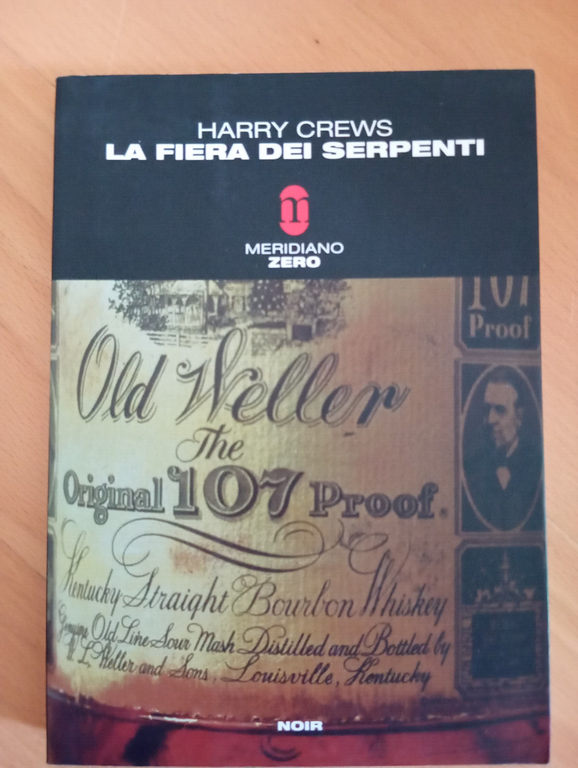 HARRY CREWS
LA FIERA DEI SERPENTI
MERIDIANO
ZERO
107
Proof
Old Weller
The
Original 107 Proof.
Kentucky Straight Bourbon Whiskey
Genuine Old Line Sour Mash Distilled and Bottled by
W. L. Weller and Sons, Louisville, Kentucky
NOIR